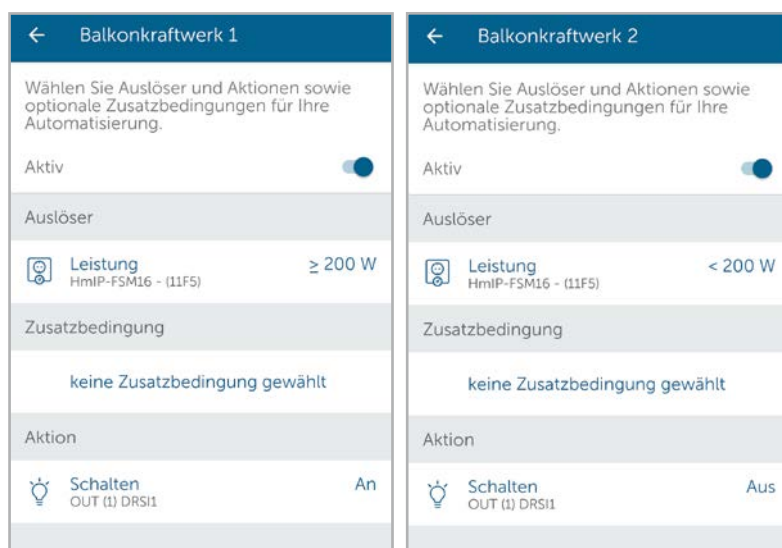 Balkonkraftwerk 1
Wählen Sie Auslöser und Aktionen sowie
optionale Zusatzbedingungen für Ihre
Automatisierung.
Aktiv
Auslöser
Leistung ≥ 200 W
HmIP-FSM16 - (11F5)
Zusatzbedingung
keine Zusatzbedingung gewählt
Aktion
Schalten An
OUT (1) DRSI1
Balkonkraftwerk 2
Wählen Sie Auslöser und Aktionen sowie
optionale Zusatzbedingungen für Ihre
Automatisierung.
Aktiv
Auslöser
Leistung < 200 W
HmIP-FSM16 - (11F5)
Zusatzbedingung
keine Zusatzbedingung gewählt
Aktion
Schalten Aus
OUT (1) DRSI1